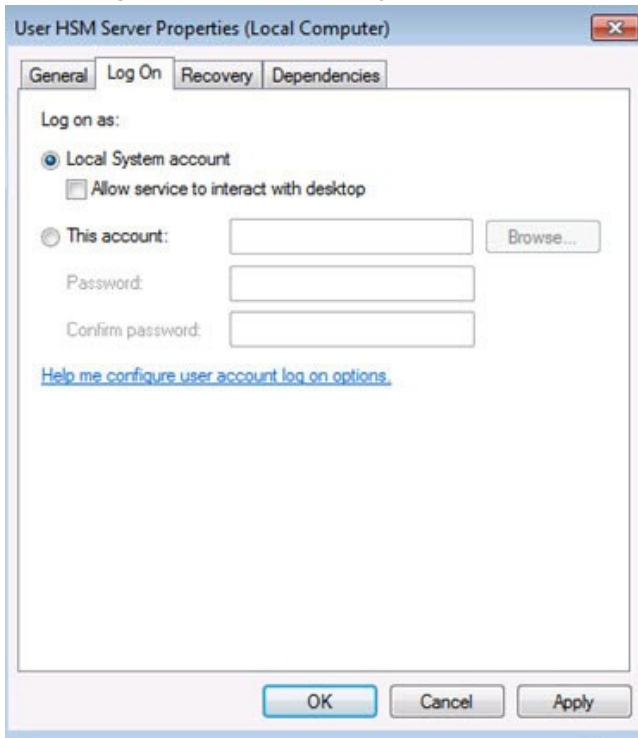 User HSM Server Properties (Local Computer)
General Log On Recovery Dependencies
Log on as:
Local System account
Allow service to interact with desktop
This account: Browse...
Password:
Confirm password:
Help me configure user account log on options.
OK Cancel Apply